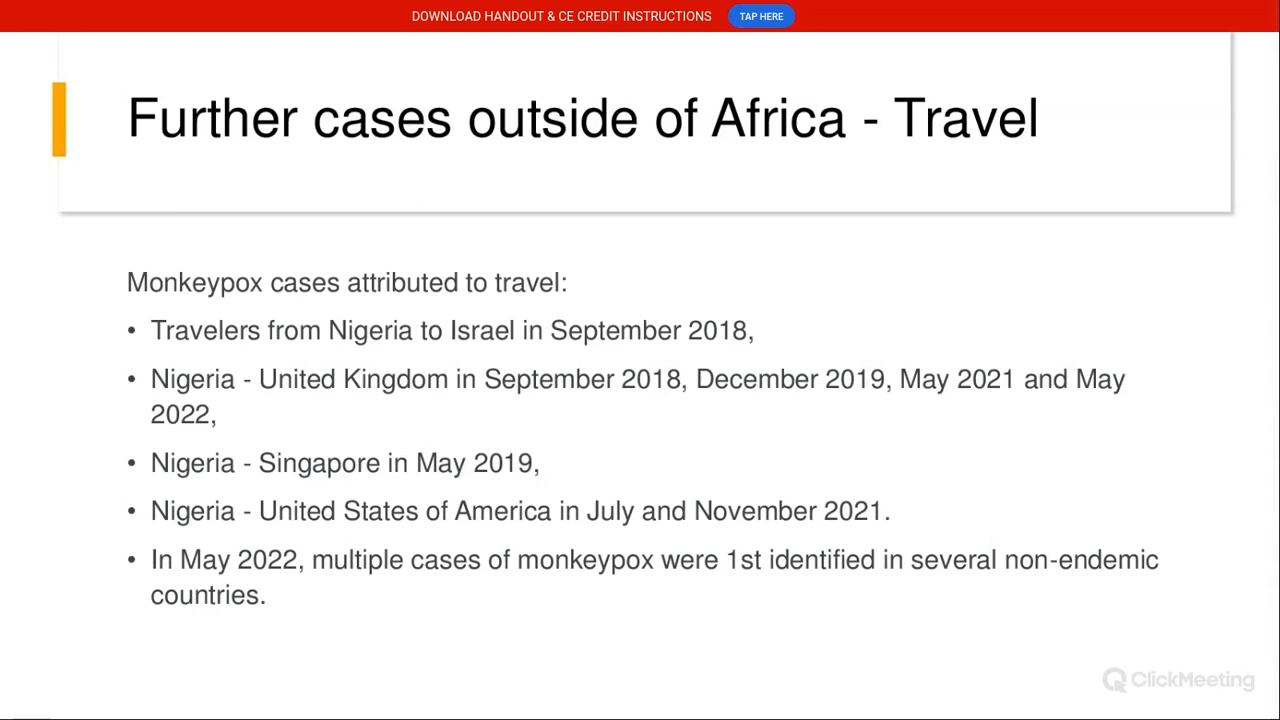 DOWNLOAD HANDOUT & CE CREDIT INSTRUCTIONS TAP HERE
Further cases outside of Africa - Travel
Monkeypox cases attributed to travel:
• Travelers from Nigeria to Israel in September 2018,
• Nigeria - United Kingdom in September 2018, December 2019, May 2021 and May
2022,
• Nigeria - Singapore in May 2019,
• Nigeria - United States of America in July and November 2021.
• In May 2022, multiple cases of monkeypox were 1st identified in several non-endemic
countries.
ClickMeeting